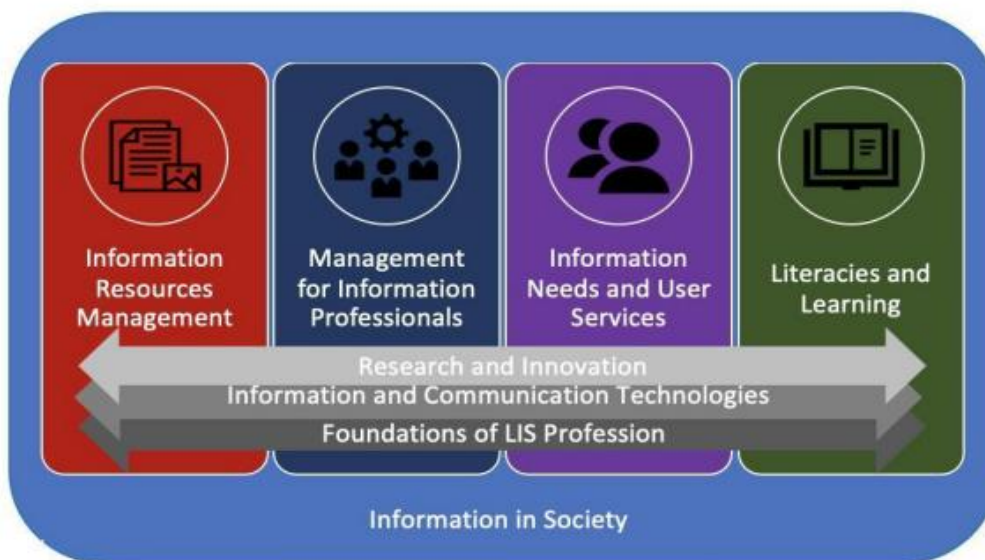 Information
Resources
Management
Management
for Information
Professionals
Information
Needs and User
Services
Literacies and
Learning
Research and Innovation
Information and Communication Technologies
Foundations of LIS Profession
Information in Society